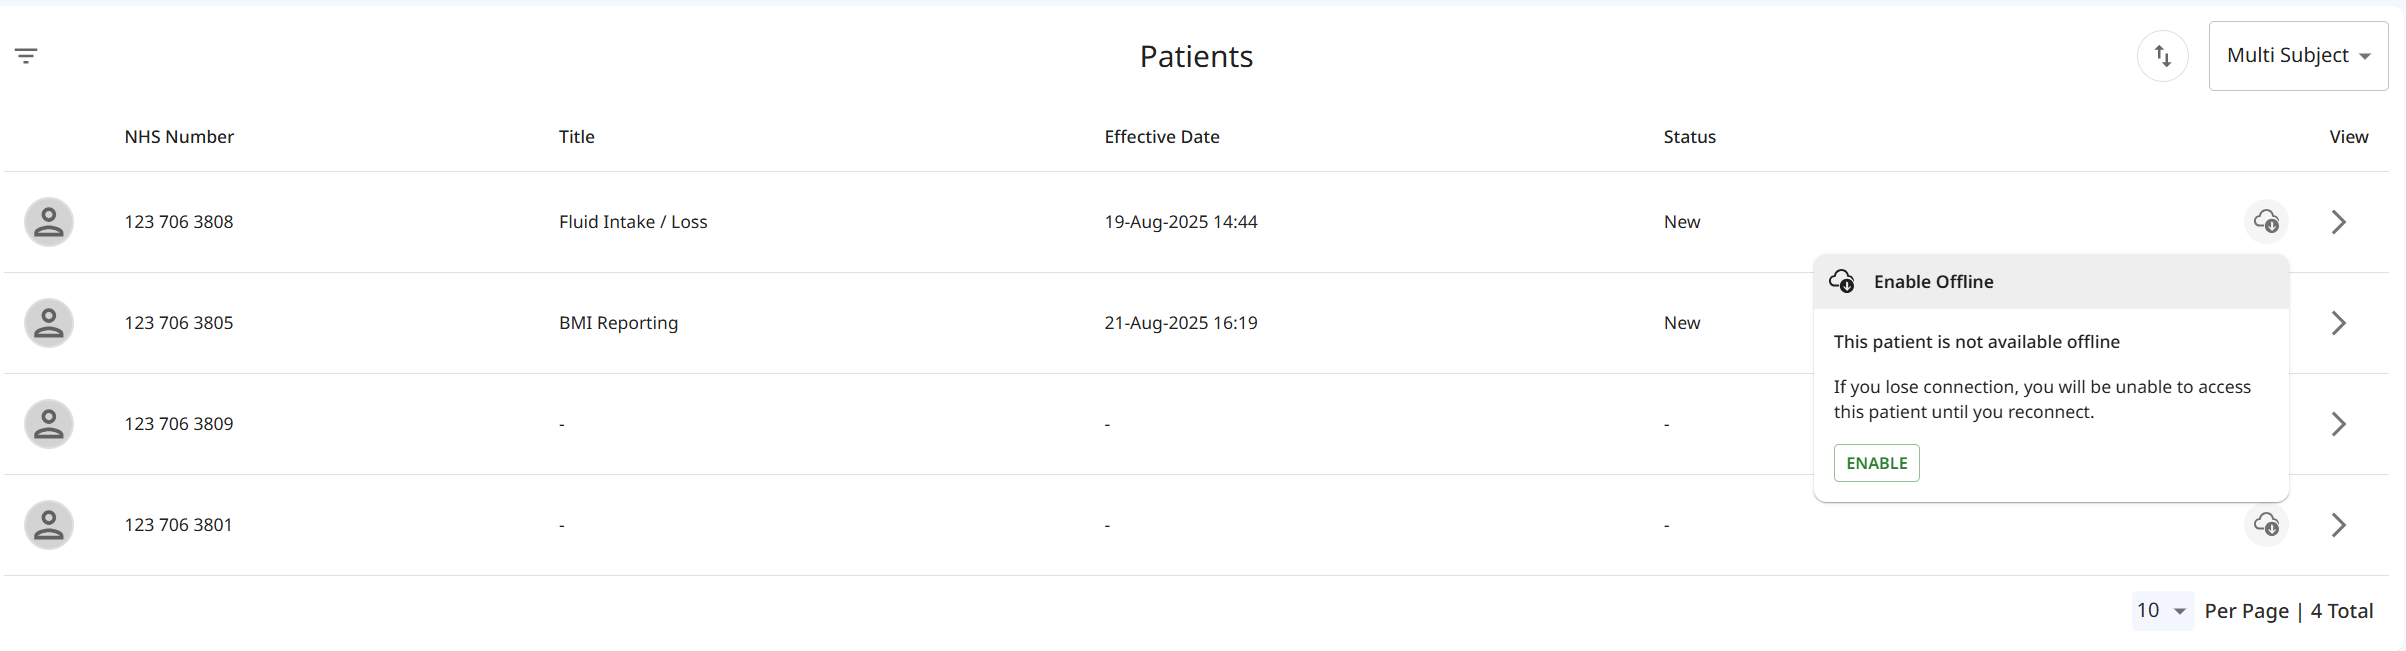 Patients
Multi Subject
NHS Number Title Effective Date Status View
123 706 3808 Fluid Intake / Loss 19-Aug-2025 14:44 New
Enable Offline
123 706 3805 BMI Reporting 21-Aug-2025 16:19 New
This patient is not available offline
If you lose connection, you will be unable to access
this patient until you reconnect.
123 706 3809 - - -
ENABLE
123 706 3801 - - -
10 Per Page | 4 Total